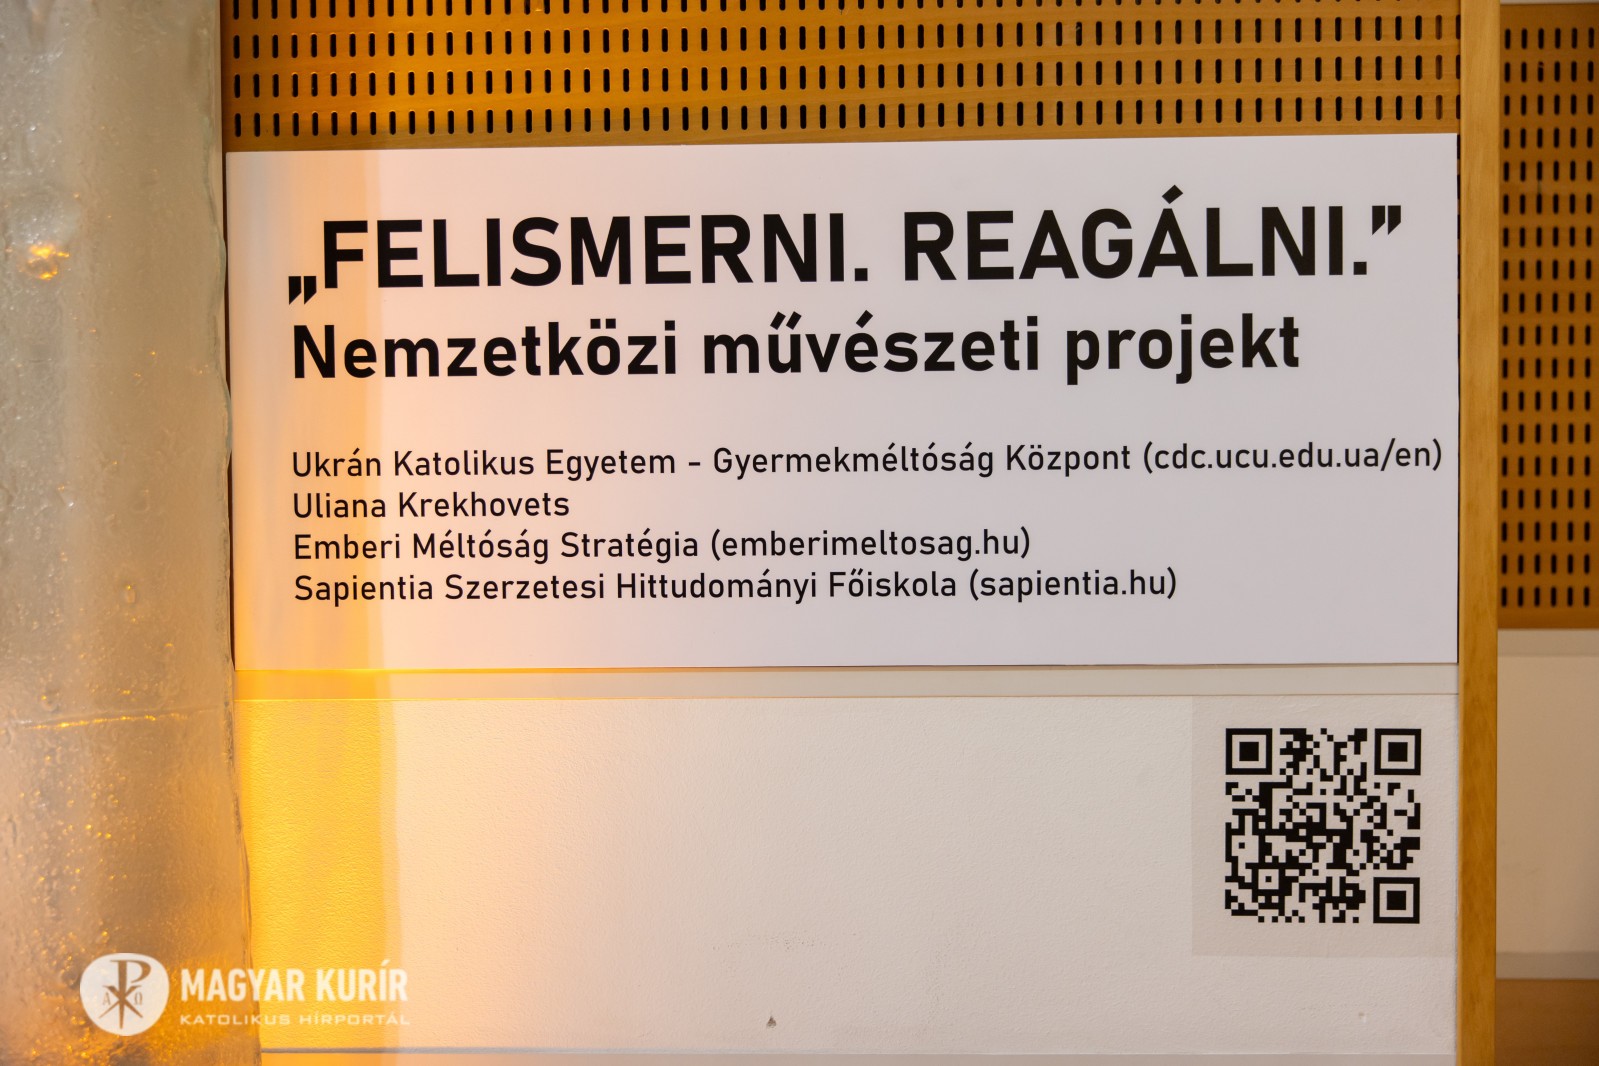 „FELISMERNI. REAGÁLNI.”
Nemzetközi művészeti projekt
Ukrán Katolikus Egyetem - Gyermekméltóság Központ (cdc.ucu.edu.ua/en)
Uliana Krekhovets
Emberi Méltóság Stratégia (emberimeltosag.hu)
Sapientia Szerzetesi Hittudományi Főiskola (sapientia.hu)
MAGYAR KURÍR
KATOLIKUS HÍRPORTÁL